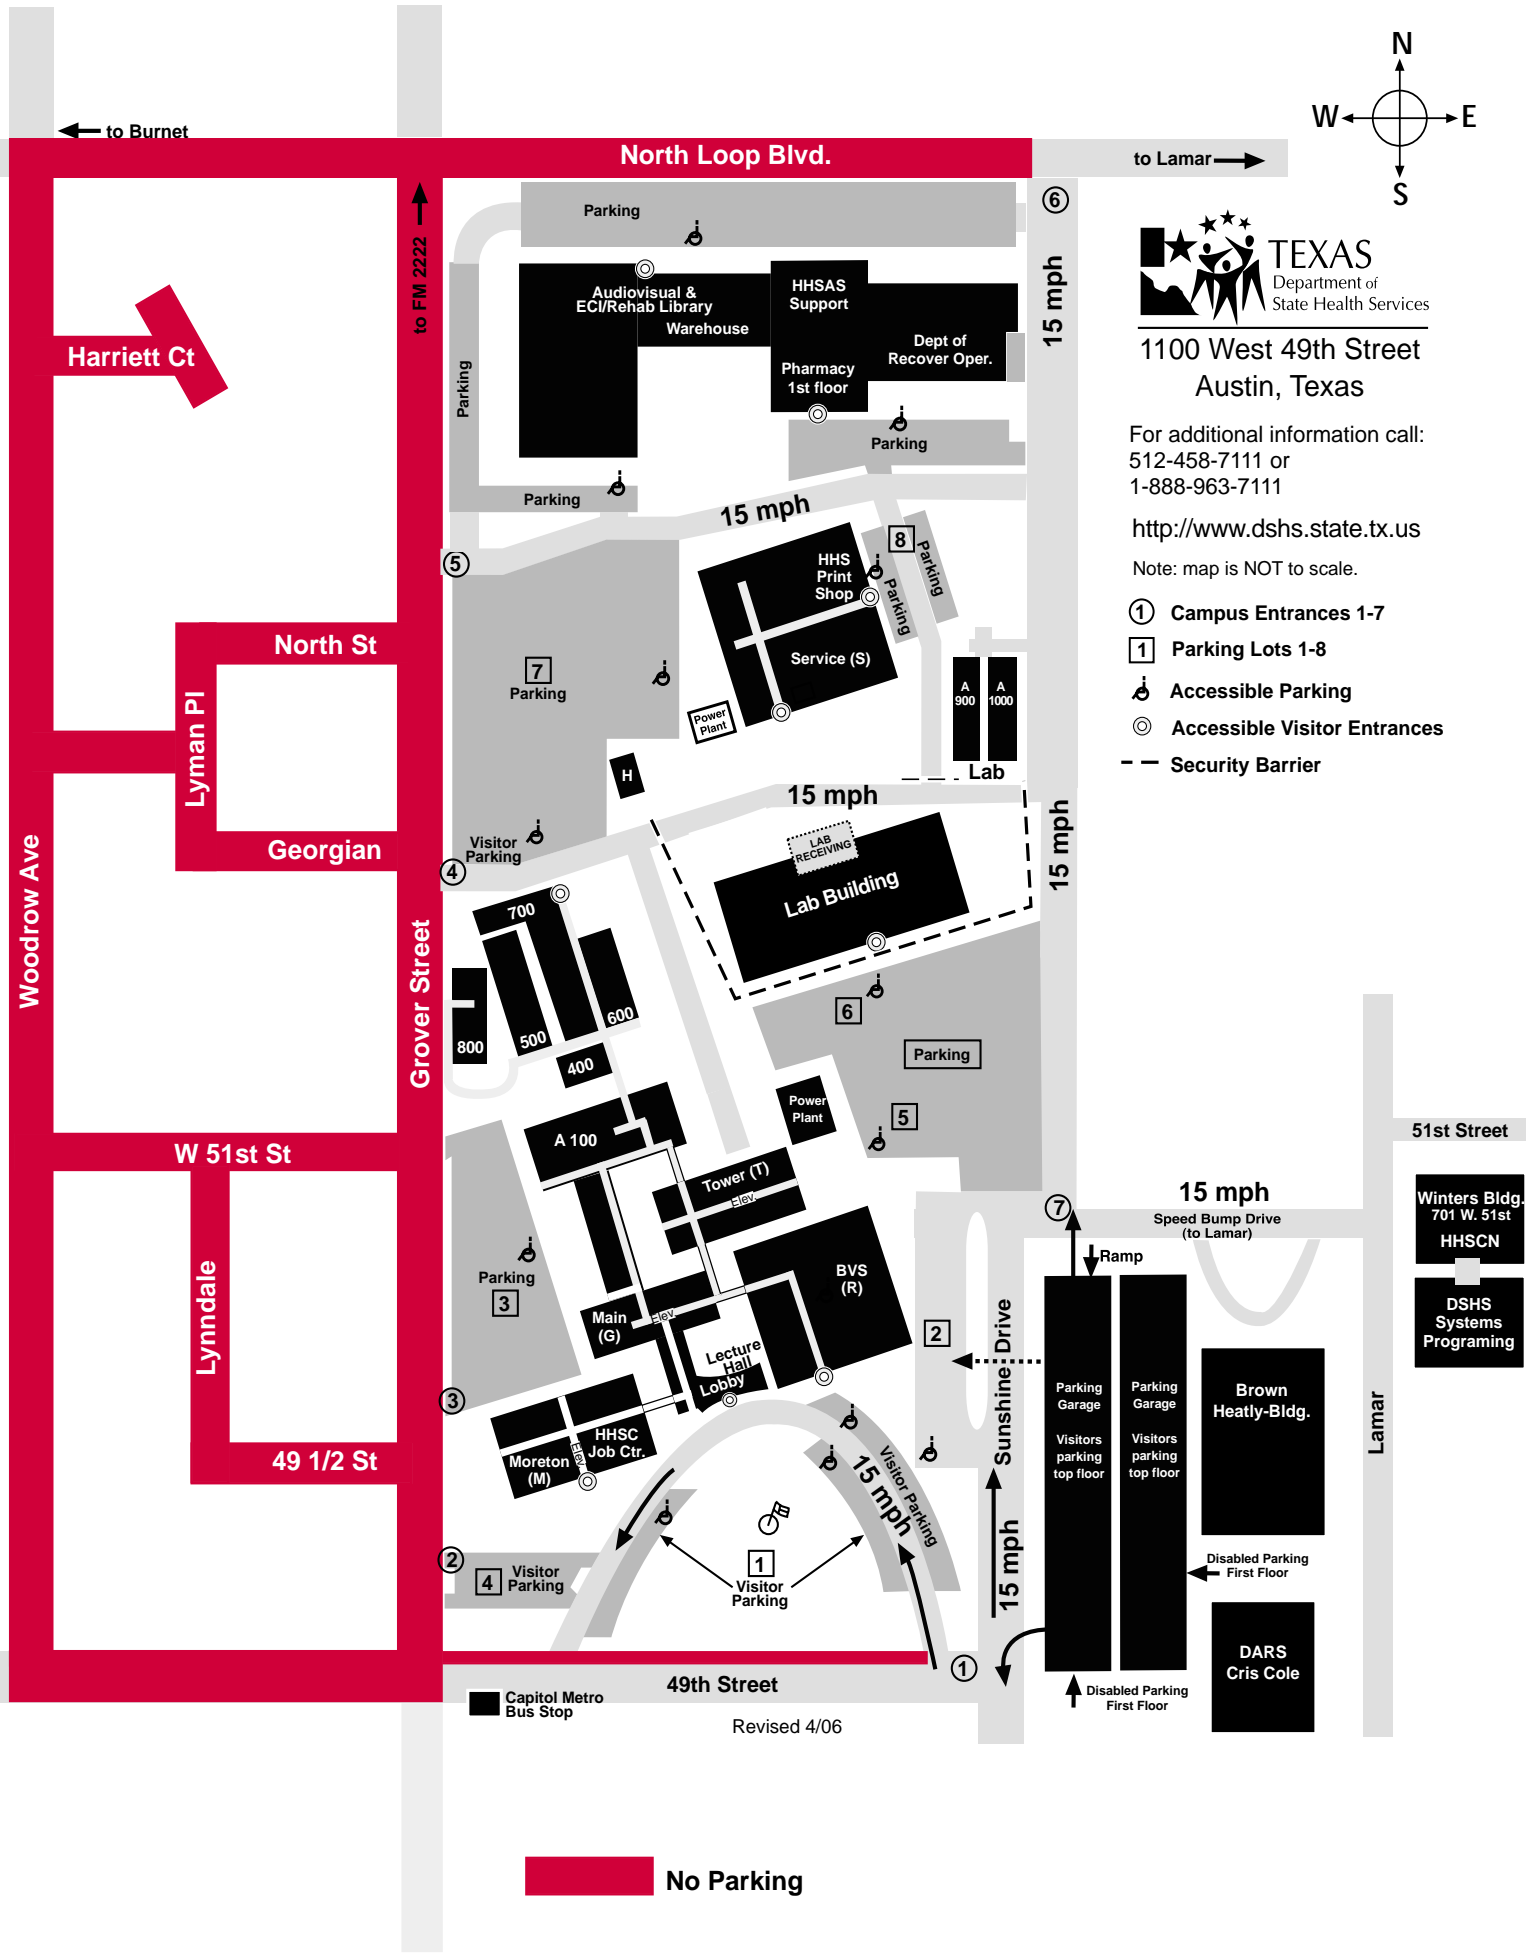 N
W
E
S
to Burnet
North Loop Blvd.
to Lamar
6
Parking
to FM 2222
15 mph
TEXAS
Department of
State Health Services
1100 West 49th Street
Austin, Texas
For additional information call:
512-458-7111 or
1-888-963-7111
http://www.dshs.state.tx.us
Note: map is NOT to scale.
1
Campus Entrances 1-7
1
Parking Lots 1-8
Accessible Parking
Accessible Visitor Entrances
Security Barrier
Audiovisual &
ECI/Rehab Library
Warehouse
HHSAS
Support
Dept of
Recover Oper.
Pharmacy
1st floor
Harriett Ct
Parking
Parking
Parking
15 mph
5
8
Parking
Parking
HHS
Print
Shop
Service (S)
North St
7
Parking
Power
Plant
A
900
A
1000
Lab
H
Lyman Pl
15 mph
15 mph
Georgian
Visitor
Parking
4
LAB
RECEIVING
Lab Building
Woodrow Ave
Grover Street
700
600
500
800
400
6
Parking
5
Power
Plant
A 100
Tower (T)
Elev.
W 51st St
51st Street
Winters Bldg.
701 W. 51st
HHSCN
DSHS
Systems
Programing
7
15 mph
Speed Bump Drive
(to Lamar)
Ramp
Parking
3
BVS
(R)
Main
(G)
Elev.
Lecture
Hall
Lobby
2
Sunshine Drive
Lynndale
3
HHSC
Job Ctr.
Moreton
(M)
Elev.
Parking
Garage
Visitors
parking
top floor
Parking
Garage
Visitors
parking
top floor
Brown
Heatly-Bldg.
Lamar
49 1/2 St
Visitor Parking
15 mph
15 mph
2
4
Visitor
Parking
1
Visitor
Parking
Disabled Parking
First Floor
DARS
Cris Cole
1
49th Street
Disabled Parking
First Floor
Capitol Metro
Bus Stop
Revised 4/06
No Parking